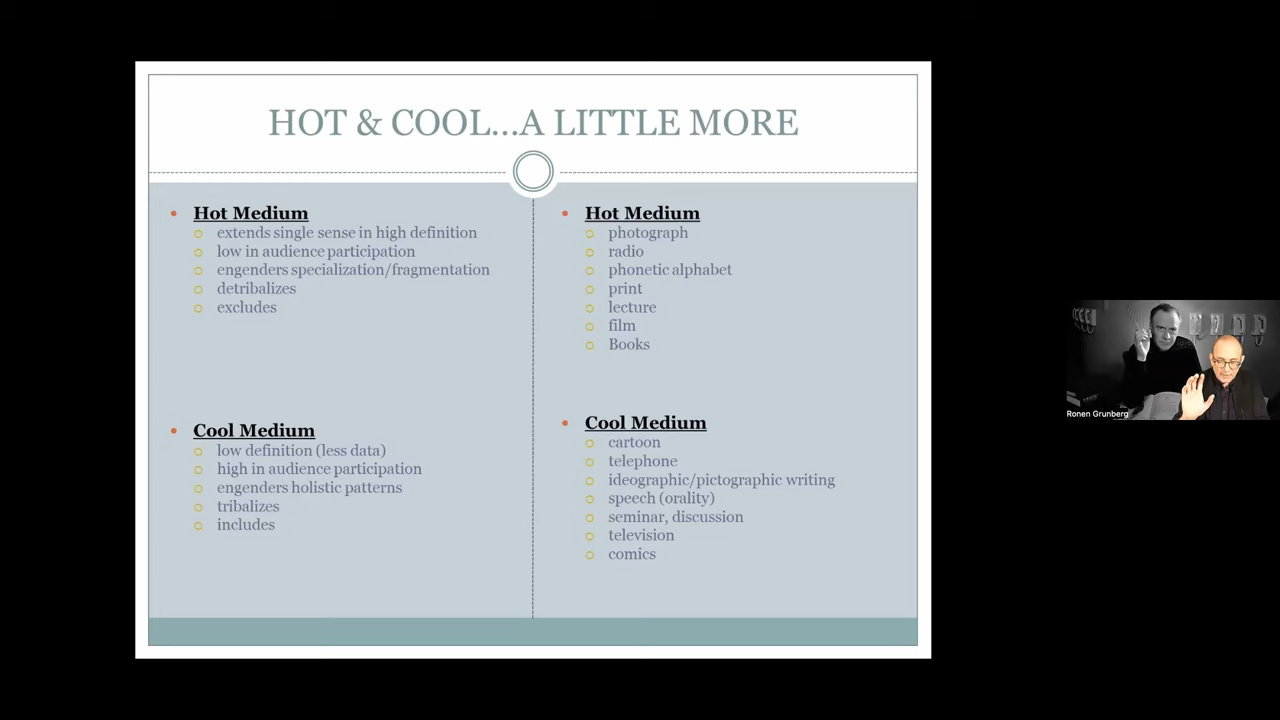 HOT & COOL...A LITTLE MORE
Hot Medium
extends single sense in high definition
low in audience participation
engenders specialization/fragmentation
detribalizes
excludes
Cool Medium
low definition (less data)
high in audience participation
engenders holistic patterns
tribalizes
includes
Hot Medium
photograph
radio
phonetic alphabet
print
lecture
film
Books
Cool Medium
cartoon
telephone
ideographic/pictographic writing
speech (orality)
seminar, discussion
television
comics
Ronen Grunberg